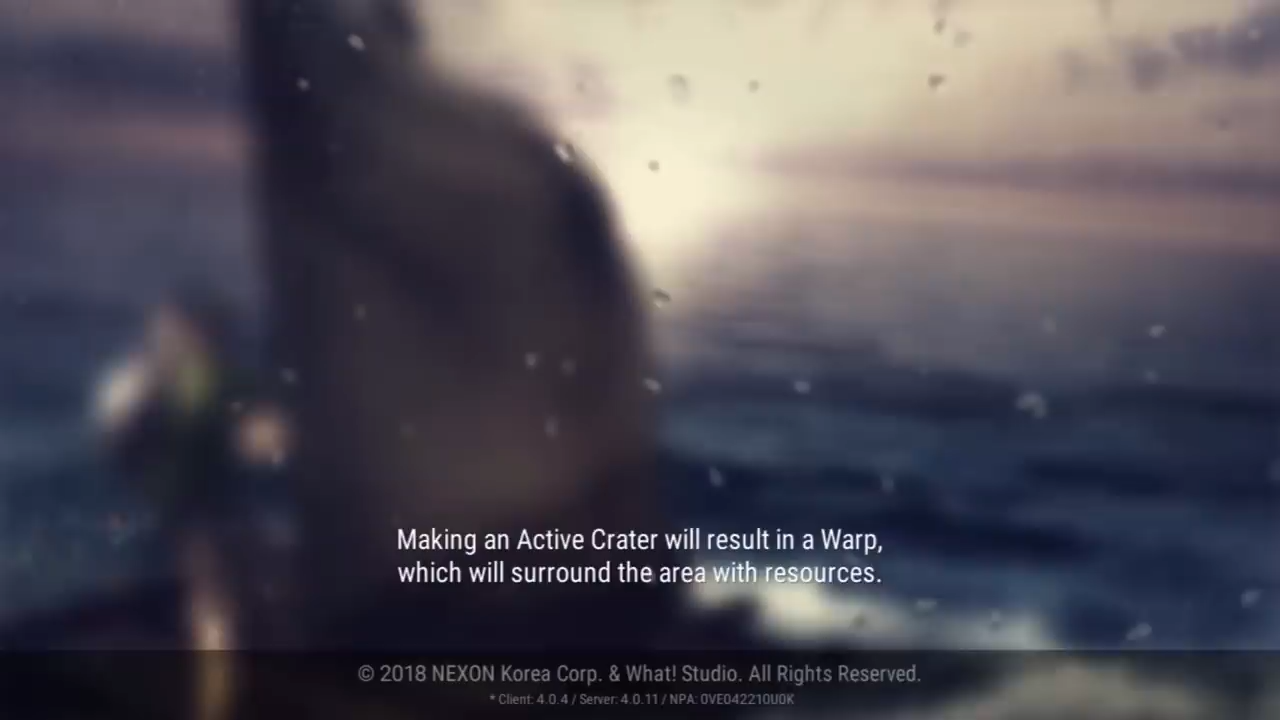 Making an Active Crater will result in a Warp,
which will surround the area with resources.
© 2018 NEXON Korea Corp. & What! Studio. All Rights Reserved.
* Client: 4.0.4 / Server: 4.0.11 / NPA: 0VE042210U0K